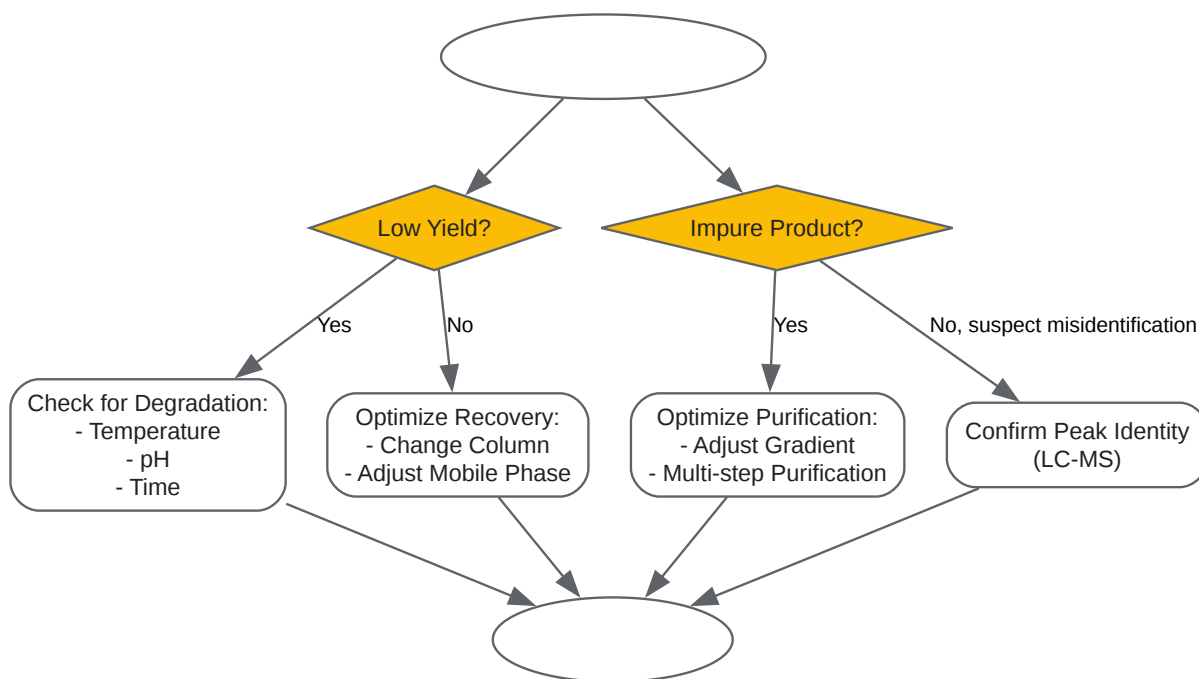 Low Yield?
Impure Product?
Yes
No
Yes
No, suspect misidentification
Check for Degradation:
- Temperature
- pH
- Time
Optimize Recovery:
- Change Column
- Adjust Mobile Phase
Optimize Purification:
- Adjust Gradient
- Multi-step Purification
Confirm Peak Identity
(LC-MS)